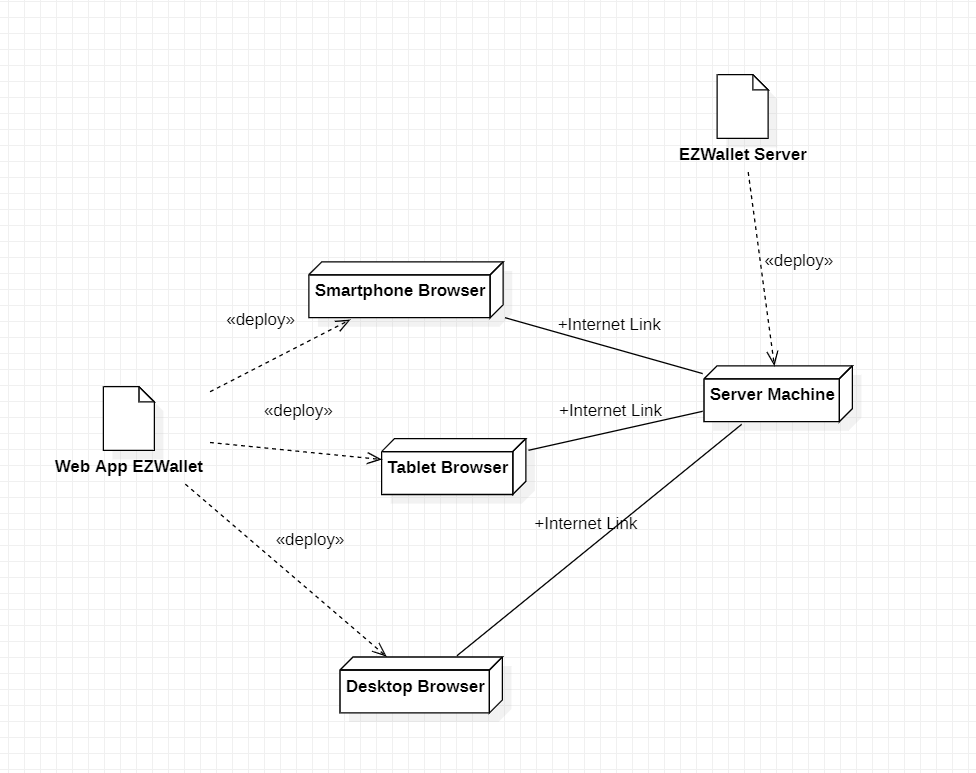 EZWallet Server
«deploy»
Smartphone Browser
«deploy»
+Internet Link
Server Machine
«deploy»
+Internet Link
Web App EZWallet
Tablet Browser
+Internet Link
«deploy»
Desktop Browser